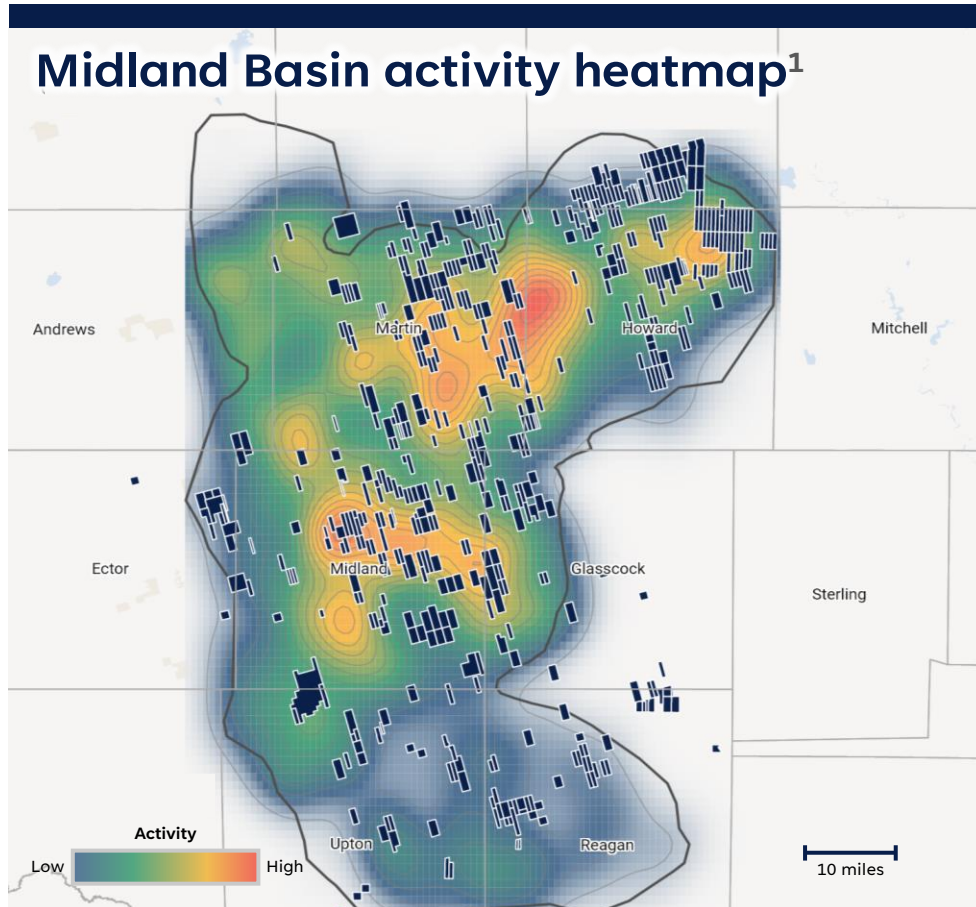 Midland Basin activity heatmap¹
Andrews
Martin
Howard
Mitchell
Ector
Midland
Glasscock
Sterling
Upton
Reagan
Activity
Low
High
10 miles